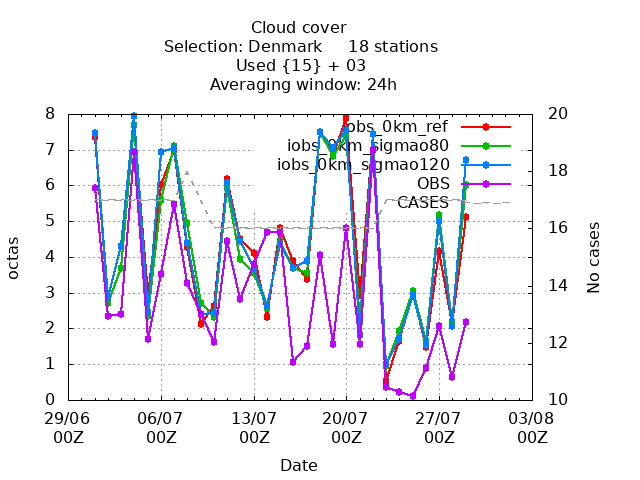 Cloud cover
Selection: Denmark 18 stations
Used {15} + 03
Averaging window: 24h
iobs_0km_ref
iobs_0km_sigmao80
iobs_0km_sigmao120
OBS
CASES
octas
8
7
6
5
4
3
2
1
0
20
18
16
14
12
10
No cases
29/06 06/07 13/07 20/07 27/07 03/08
00Z 00Z 00Z 00Z 00Z 00Z
Date